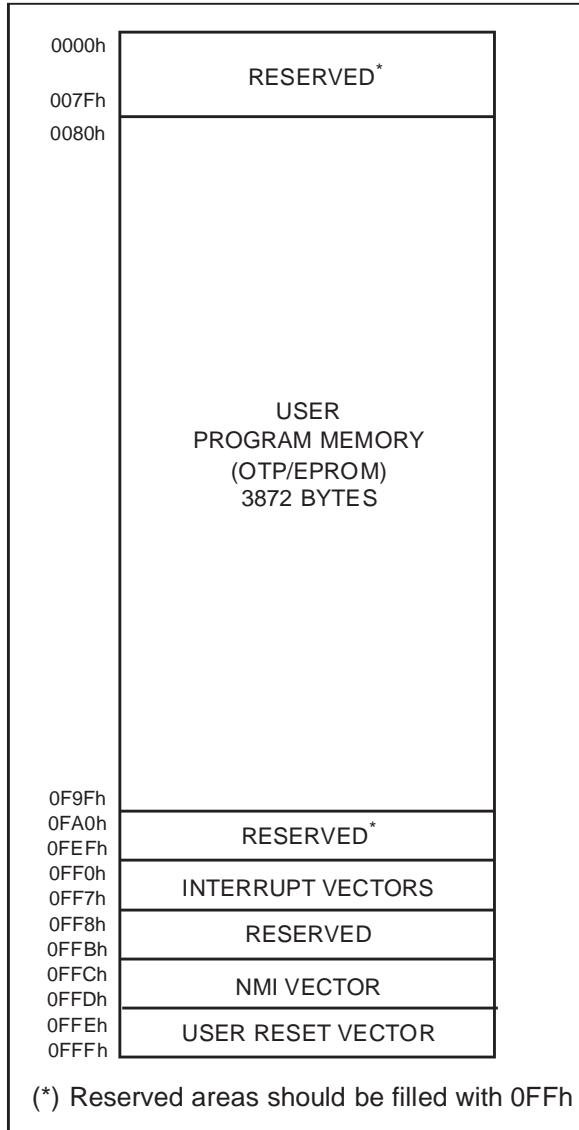 0000h
RESERVED*
007Fh
0080h
USER
PROGRAM MEMORY
(OTP/EPROM)
3872 BYTES
0F9Fh
0FA0h
RESERVED*
0FEFh
0FF0h
INTERRUPT VECTORS
0FF7h
0FF8h
RESERVED
0FFBh
0FFCh
NMI VECTOR
0FFDh
0FFEh
USER RESET VECTOR
0FFFh
(*) Reserved areas should be filled with 0FFh